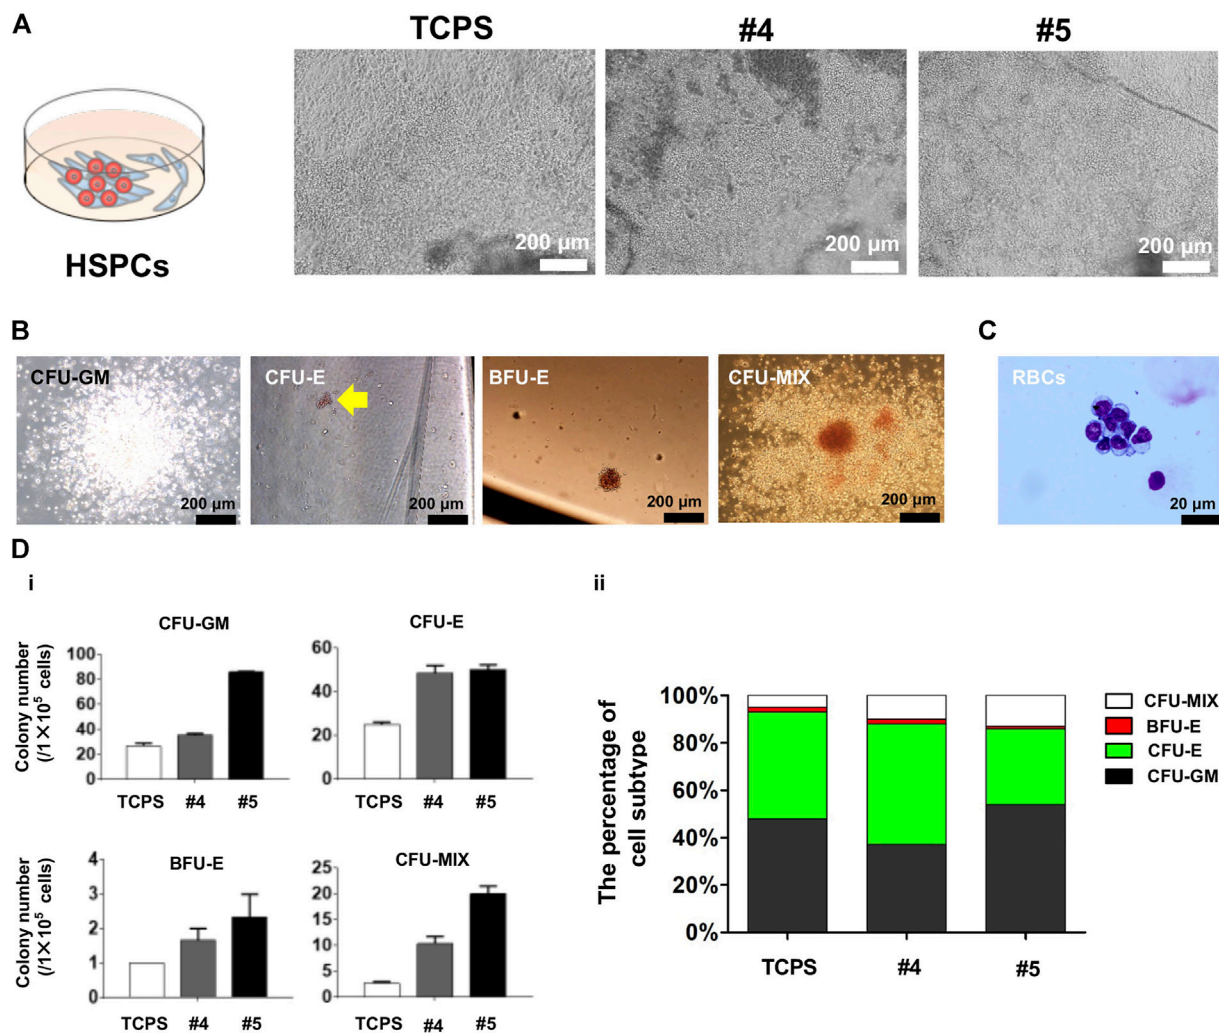 A
TCPS
#4
#5
HSPCs
200 µm
200 µm
200 µm
B
C
CFU-GM
CFU-E
BFU-E
CFU-MIX
RBCs
200 µm
200 µm
200 µm
200 µm
20 µm
D
i
ii
CFU-GM
Colony number
(/1×10⁵ cells)
100
80
60
40
20
0
TCPS
#4
#5
CFU-E
60
40
20
0
TCPS
#4
#5
BFU-E
Colony number
(/1×10⁵ cells)
4
3
2
1
0
TCPS
#4
#5
CFU-MIX
25
20
15
10
5
0
TCPS
#4
#5
The percentage of
cell subtype
100%
80%
60%
40%
20%
0%
TCPS
#4
#5
CFU-MIX
BFU-E
CFU-E
CFU-GM